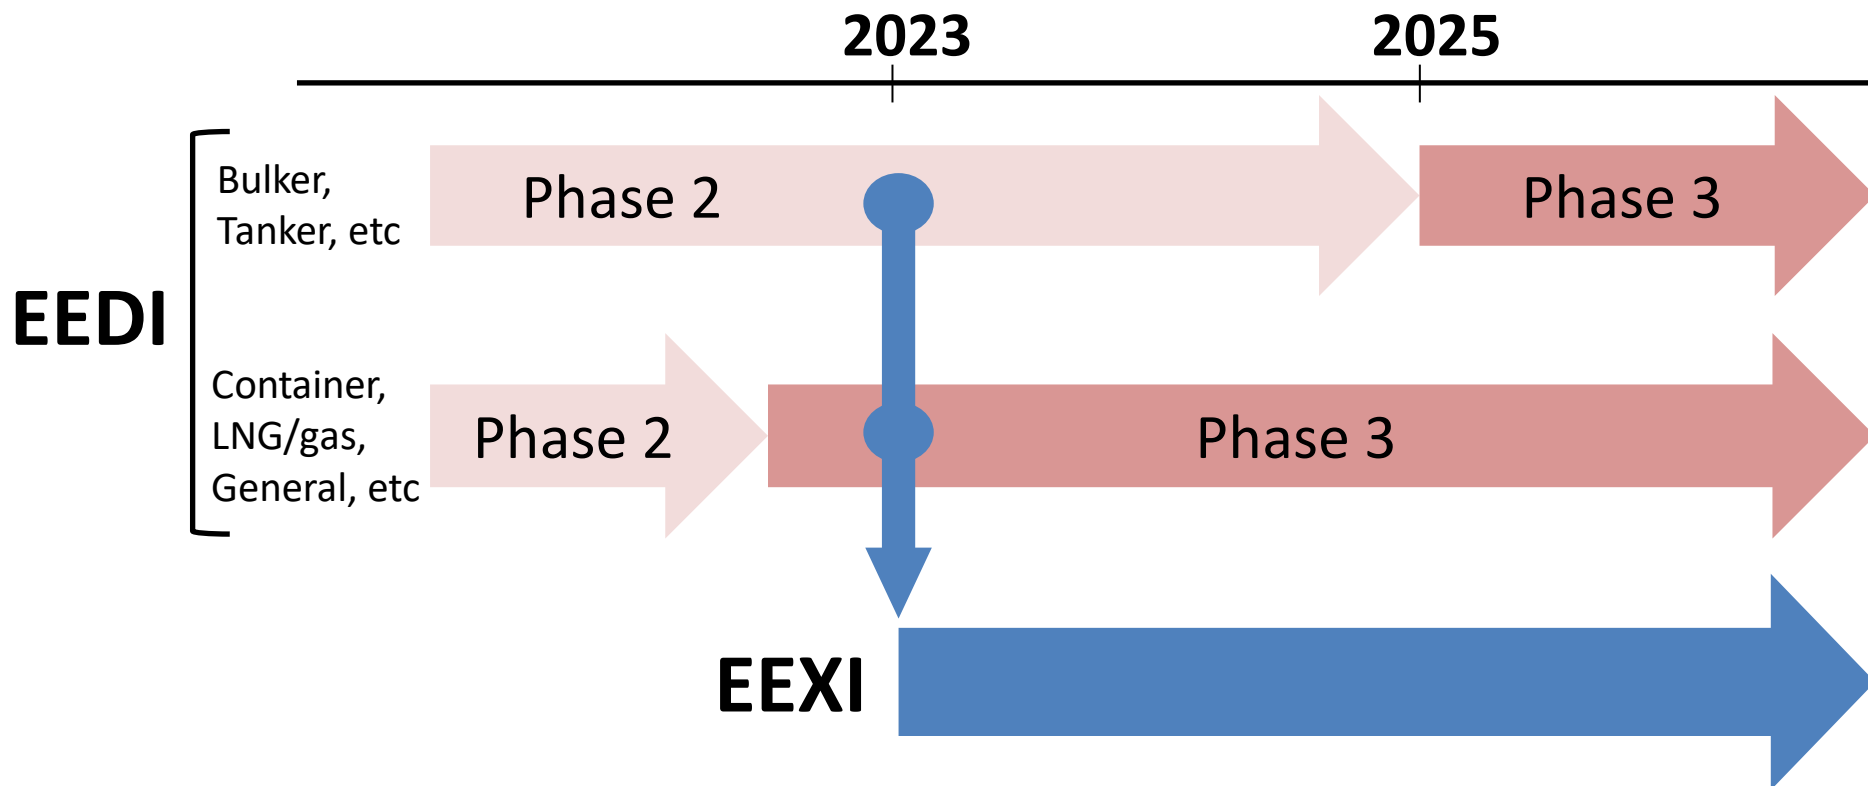 2023
2025
Bulker,
Tanker, etc
Phase 2
Phase 3
EEDI
Container,
LNG/gas,
General, etc
Phase 2
Phase 3
EEXI